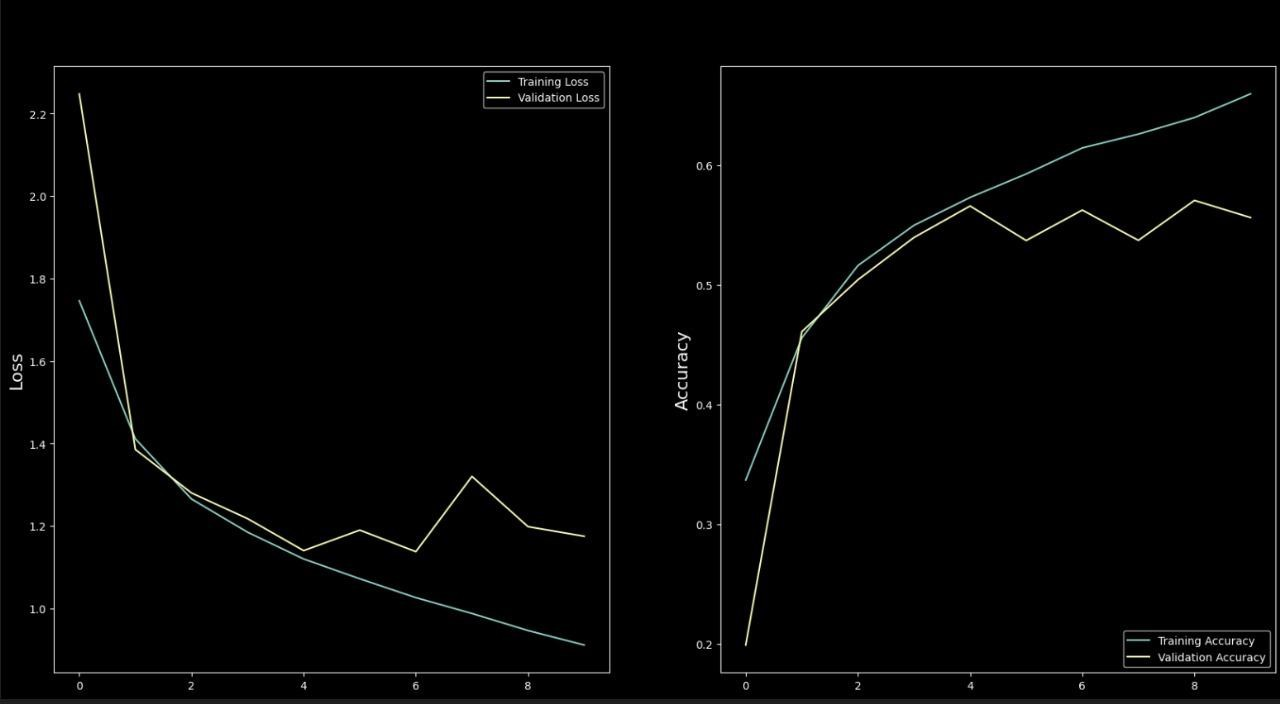 Training Loss
Validation Loss
2.2
2.0
1.8
1.6
1.4
1.2
1.0
Loss
0 2 4 6 8
0.6
0.5
0.4
0.3
0.2
Accuracy
Training Accuracy
Validation Accuracy
0 2 4 6 8